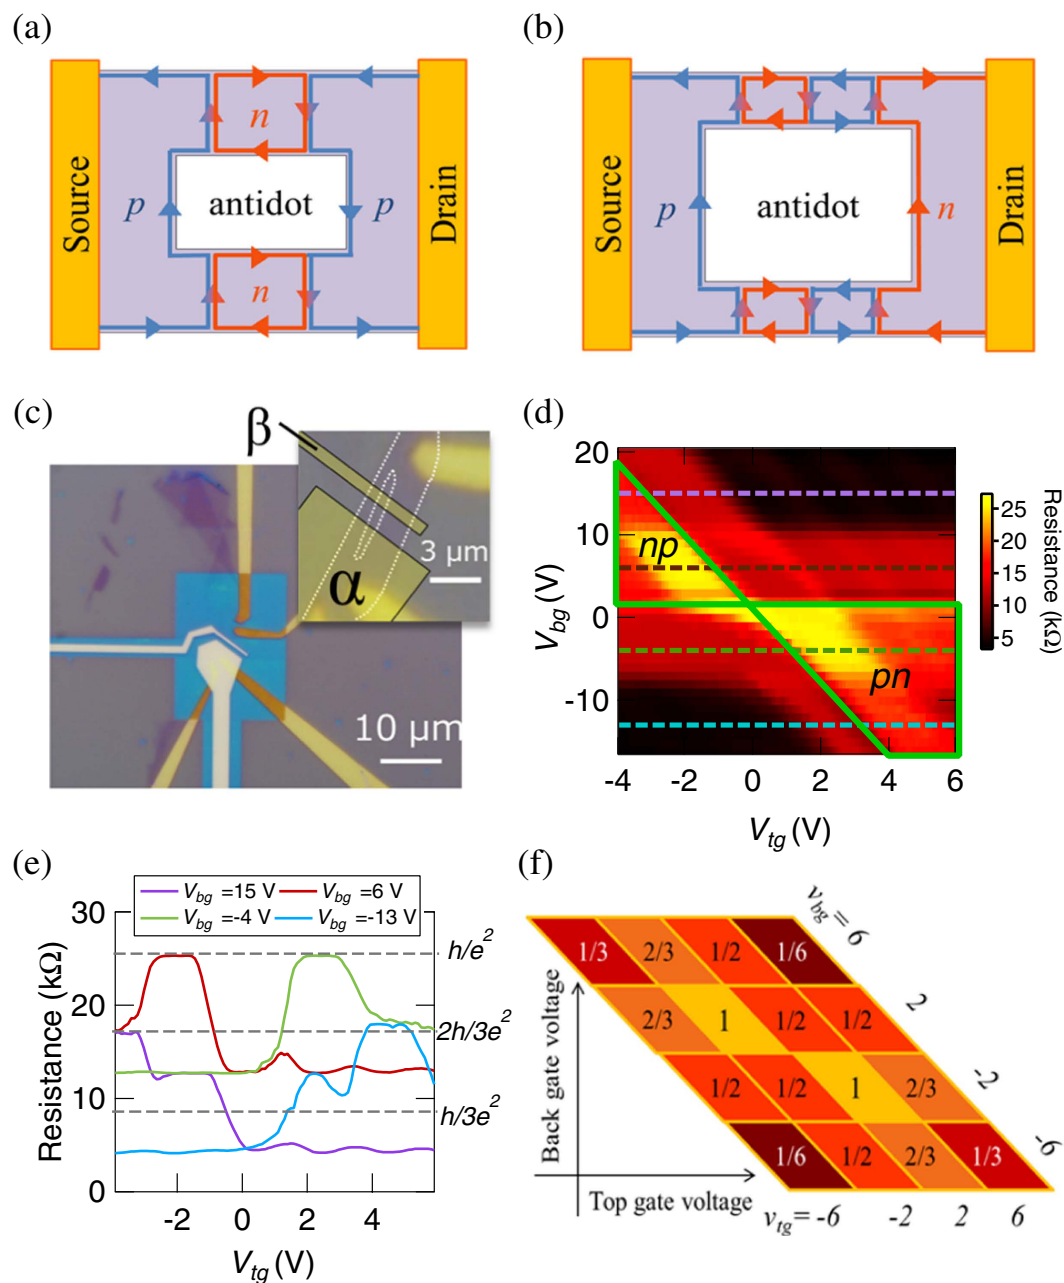 (a)
(b)
Source
p
n
antidot
n
p
Drain
Source
p
antidot
n
Drain
(c)
β
α
3 μm
10 μm
(d)
20
10
0
-10
V_bg (V)
np
pn
-4 -2 0 2 4 6
V_tg (V)
25
20
15
10
5
Resistance (kΩ)
(e)
V_bg =15 V V_bg =6 V
V_bg =-4 V V_bg =-13 V
30
20
10
0
Resistance (kΩ)
h/e²
2h/3e²
h/3e²
-2 0 2 4
V_tg (V)
(f)
ν_bg = 6
2
-2
-6
1/3 2/3 1/2 1/6
2/3 1 1/2 1/2
1/2 1/2 1 2/3
1/6 1/2 2/3 1/3
Back gate voltage
Top gate voltage
ν_tg= -6 -2 2 6